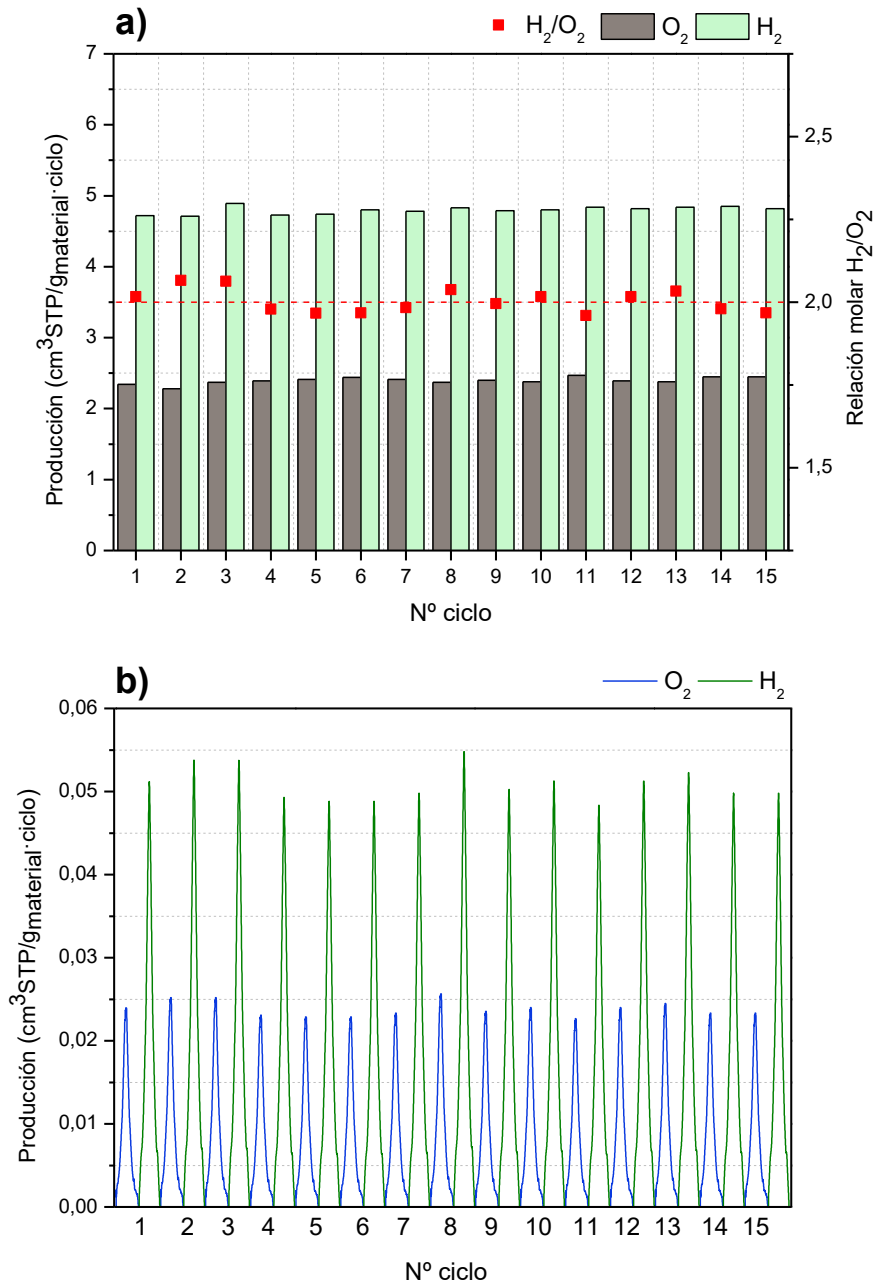 a)
H₂/O₂ O₂ H₂
7
6
5
4
3
2
1
0
Producción (cm³STP/gmaterial·ciclo)
2,5
2,0
1,5
Relación molar H₂/O₂
1 2 3 4 5 6 7 8 9 10 11 12 13 14 15
Nº ciclo
b)
O₂ H₂
0,06
0,05
0,04
0,03
0,02
0,01
0,00
Producción (cm³STP/gmaterial·ciclo)
1 2 3 4 5 6 7 8 9 10 11 12 13 14 15
Nº ciclo